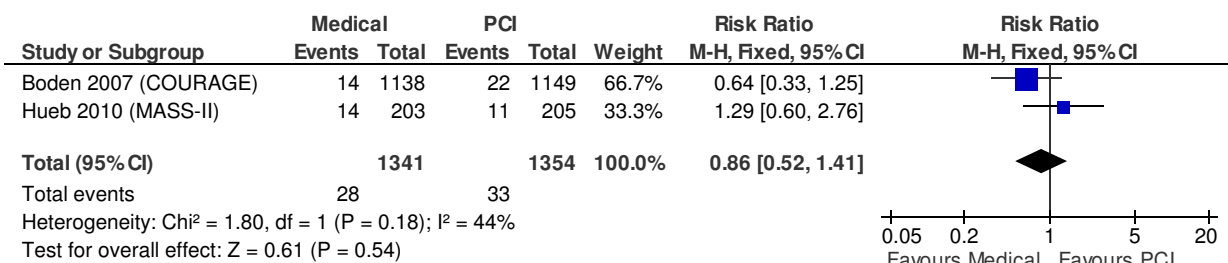 Medical PCI Risk Ratio Risk Ratio
Study or Subgroup Events Total Events Total Weight M-H, Fixed, 95% CI M-H, Fixed, 95% CI
Boden 2007 (COURAGE) 14 1138 22 1149 66.7% 0.64 [0.33, 1.25]
Hueb 2010 (MASS-II) 14 203 11 205 33.3% 1.29 [0.60, 2.76]
Total (95% CI) 1341 1354 100.0% 0.86 [0.52, 1.41]
Total events 28 33
Heterogeneity: Chi² = 1.80, df = 1 (P = 0.18); I² = 44%
Test for overall effect: Z = 0.61 (P = 0.54)
0.05 0.2 1 5 20
Favours Medical Favours PCI